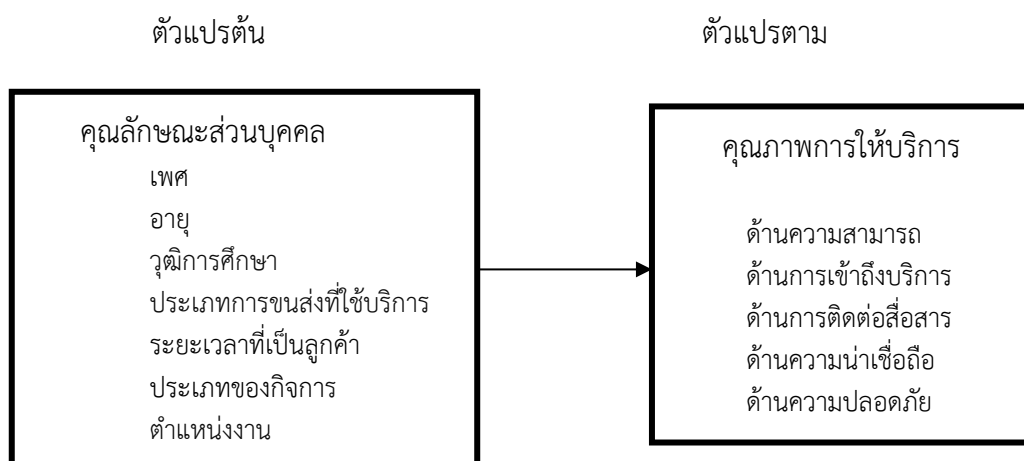 ตัวแปรต้น
ตัวแปรตาม
คุณลักษณะส่วนบุคคล
เพศ
อายุ
วุฒิการศึกษา
ประเภทการขนส่งที่ใช้บริการ
ระยะเวลาที่เป็นลูกค้า
ประเภทของกิจการ
ตำแหน่งงาน
คุณภาพการให้บริการ
ด้านความสามารถ
ด้านการเข้าถึงบริการ
ด้านการติดต่อสื่อสาร
ด้านความน่าเชื่อถือ
ด้านความปลอดภัย